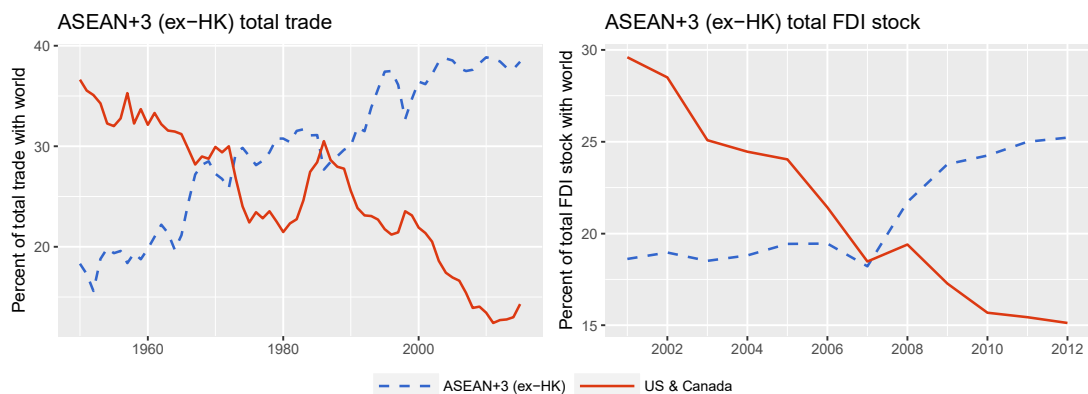 ASEAN+3 (ex−HK) total trade
Percent of total trade with world
40
30
20
1960
1980
2000
ASEAN+3 (ex−HK) total FDI stock
Percent of total FDI stock with world
30
25
20
15
2002
2004
2006
2008
2010
2012
ASEAN+3 (ex−HK)
US & Canada